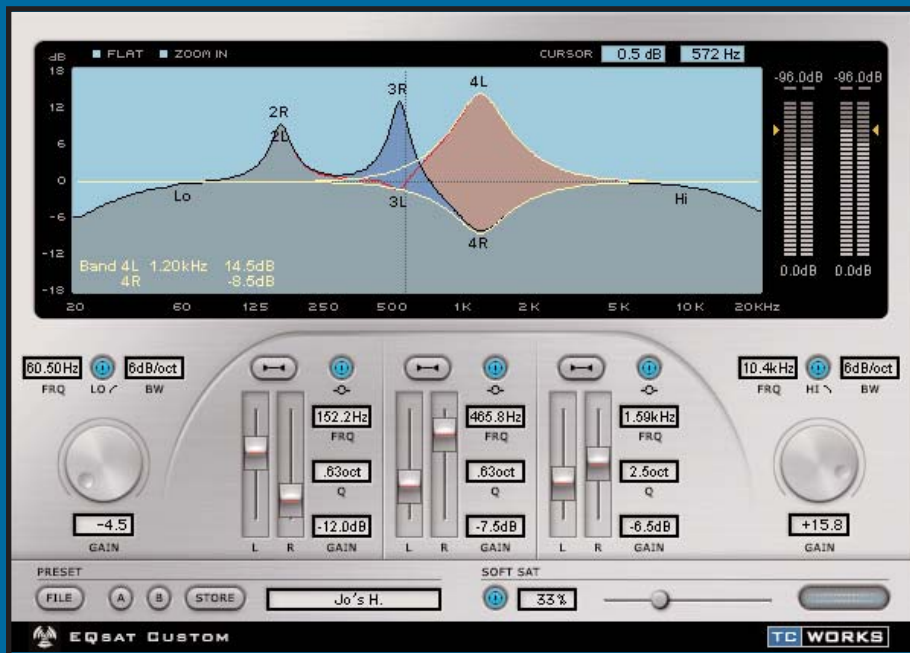 dB FLAT ZOOM IN CURSOR 0.5 dB 572 Hz
18
12
6
0
-6
-12
-18
2R
2L
3R
4L
Lo
3L
4R
Hi
Band 4L 1.20kHz 14.5dB
4R -8.5dB
20 60 125 250 500 1K 2K 5K 10K 20KHz
-96.0dB -96.0dB
0.0dB 0.0dB
60.50Hz 6dB/oct
FRQ LO BW
-4.5
GAIN
152.2Hz
FRQ
.63oct
Q
-12.0dB
L R GAIN
465.8Hz
FRQ
.63oct
Q
-7.5dB
L R GAIN
1.59kHz
FRQ
2.5oct
Q
-6.5dB
L R GAIN
10.4kHz 6dB/oct
FRQ HI BW
+15.8
GAIN
PRESET
FILE A B STORE Jo's H.
SOFT SAT
33%
EQSAT CUSTOM
TC WORKS